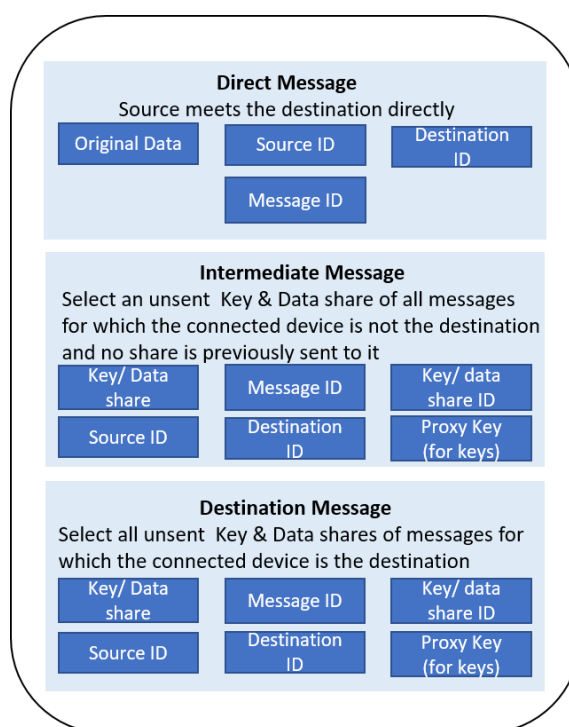 Direct Message
Source meets the destination directly
Original Data
Source ID
Destination
ID
Message ID
Intermediate Message
Select an unsent Key & Data share of all messages
for which the connected device is not the destination
and no share is previously sent to it
Key/ Data
share
Message ID
Key/ data
share ID
Source ID
Destination
ID
Proxy Key
(for keys)
Destination Message
Select all unsent Key & Data shares of messages for
which the connected device is the destination
Key/ Data
share
Message ID
Key/ data
share ID
Source ID
Destination
ID
Proxy Key
(for keys)